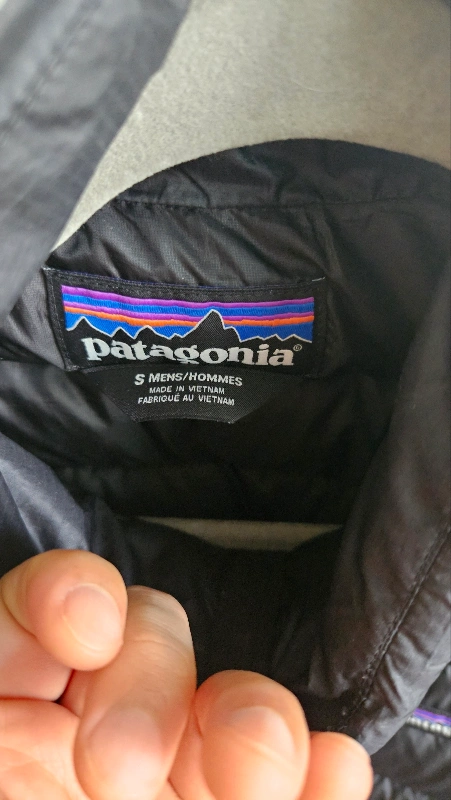 patagonia®
S MENS/HOMMES
MADE IN VIETNAM
FABRIQUÉ AU VIETNAM